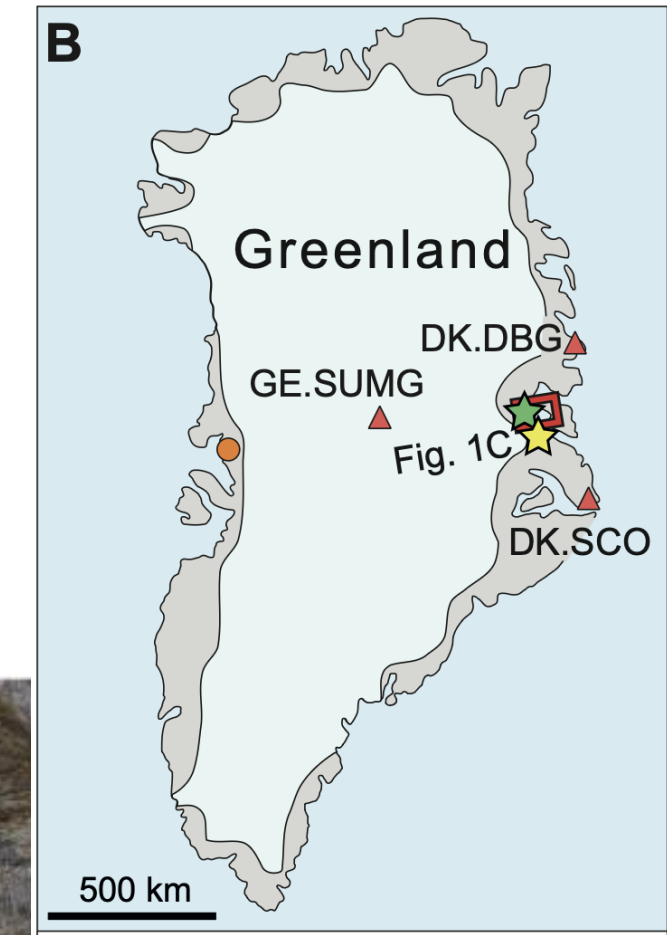 B
Greenland
DK.DBG
GE.SUMG
Fig. 1C
DK.SCO
500 km